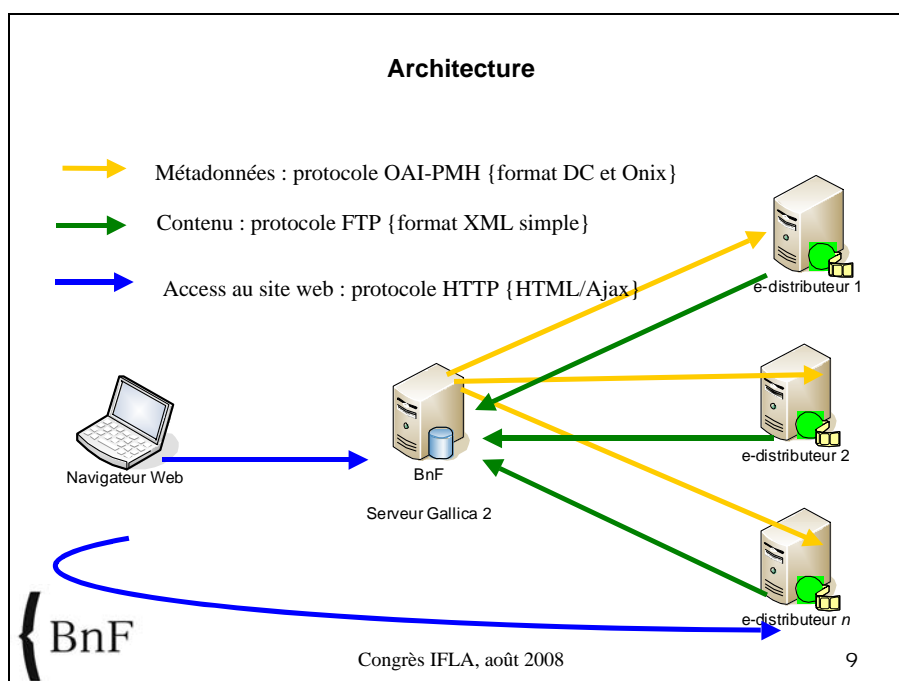 Architecture
Métadonnées : protocole OAI-PMH {format DC et Onix}
Contenu : protocole FTP {format XML simple}
Access au site web : protocole HTTP {HTML/Ajax}
e-distributeur 1
e-distributeur 2
Navigateur Web
BnF
Serveur Gallica 2
e-distributeur n
BnF
Congrès IFLA, août 2008
9